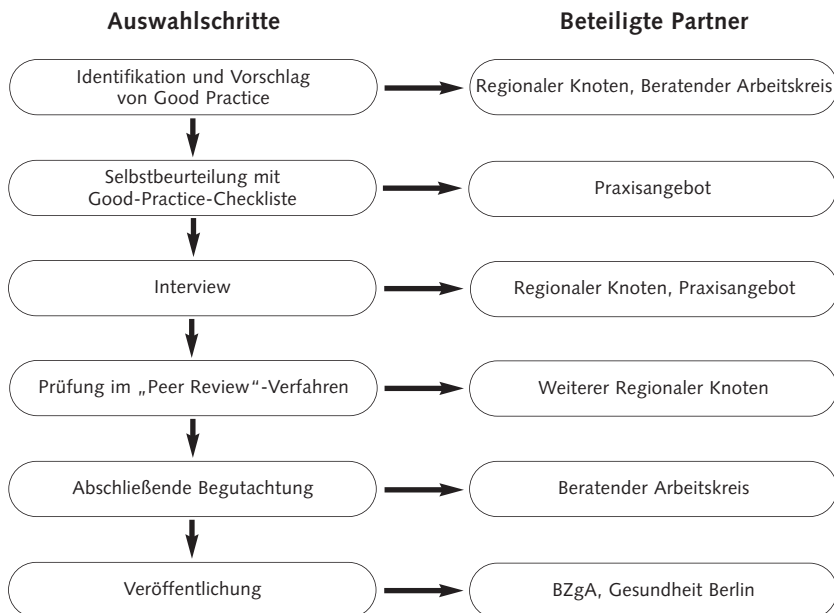 Auswahlschritte
Beteiligte Partner
Identifikation und Vorschlag
von Good Practice
Regionaler Knoten, Beratender Arbeitskreis
Selbstbeurteilung mit
Good-Practice-Checkliste
Praxisangebot
Interview
Regionaler Knoten, Praxisangebot
Prüfung im „Peer Review“-Verfahren
Weiterer Regionaler Knoten
Abschließende Begutachtung
Beratender Arbeitskreis
Veröffentlichung
BZgA, Gesundheit Berlin